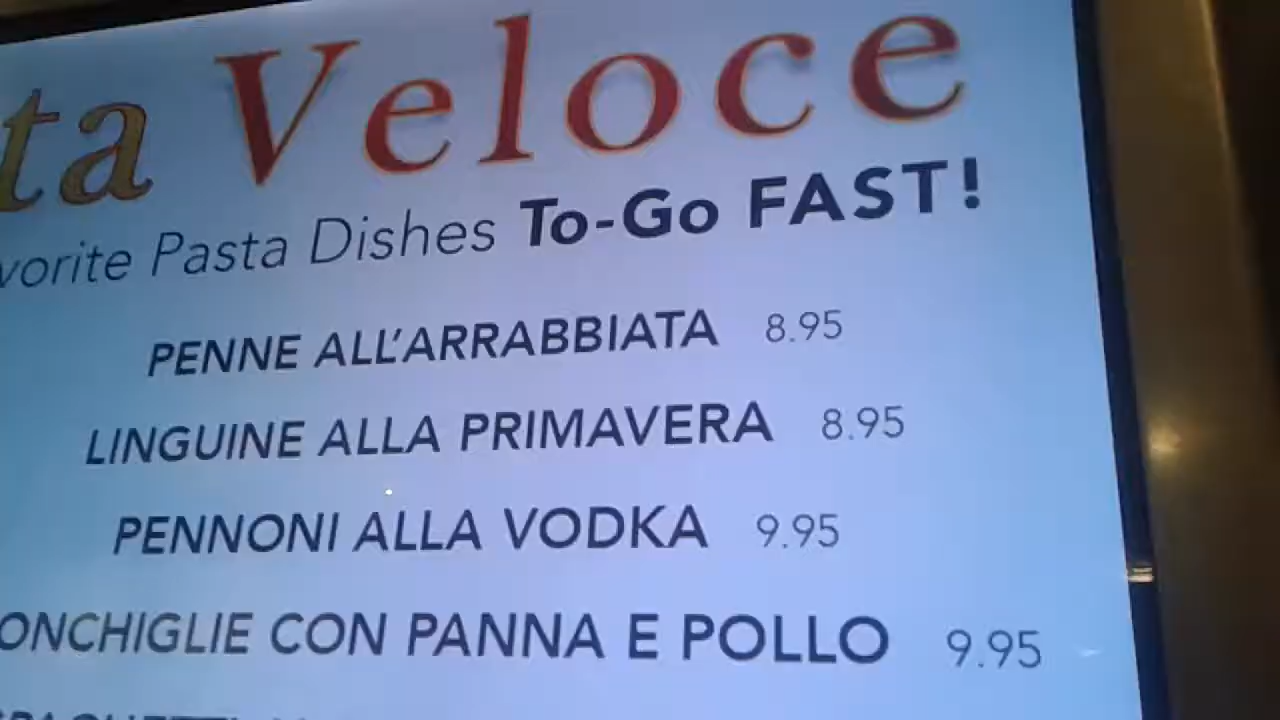 ta Veloce
vorite Pasta Dishes To-Go FAST!
PENNE ALL'ARRABBIATA 8.95
LINGUINE ALLA PRIMAVERA 8.95
PENNONI ALLA VODKA 9.95
ONCHIGLIE CON PANNA E POLLO 9.95